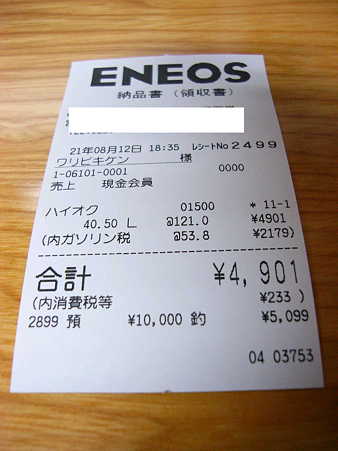 ENEOS
納品書 (領収書)
21年08月12日 18:35 レシートNo2499
ワリビキケン 様
1-06101-0001 0000
売上 現金会員
ハイオク 01500 * 11-1
40.50 L @121.0 ¥4901
(内ガソリン税 @53.8 ¥2179)
合計 ¥4,901
(内消費税等 ¥233 )
2899 預 ¥10,000 釣 ¥5,099
04 03753